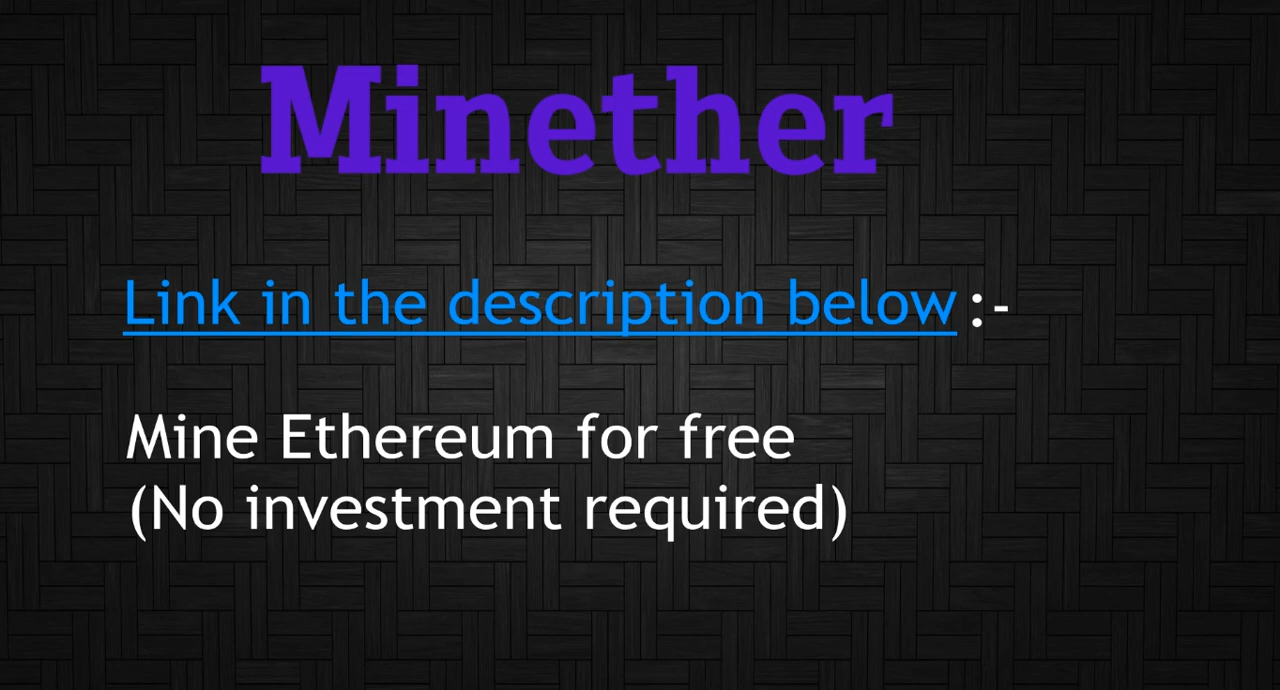 Minether
Link in the description below :-
Mine Ethereum for free
(No investment required)